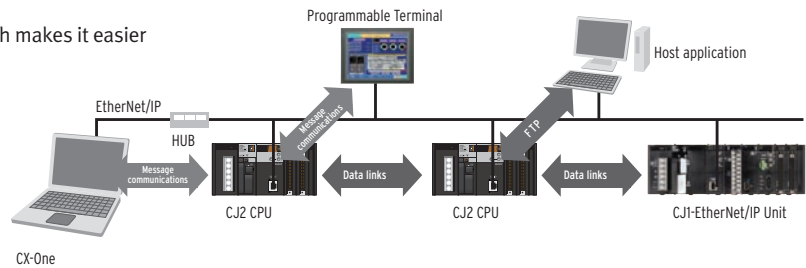 Programmable Terminal
h makes it easier
Host application
EtherNet/IP
HUB
Message
communications
FTP
Message
communications
Data links
Data links
CJ2 CPU
CJ2 CPU
CJ1-EtherNet/IP Unit
CX-One